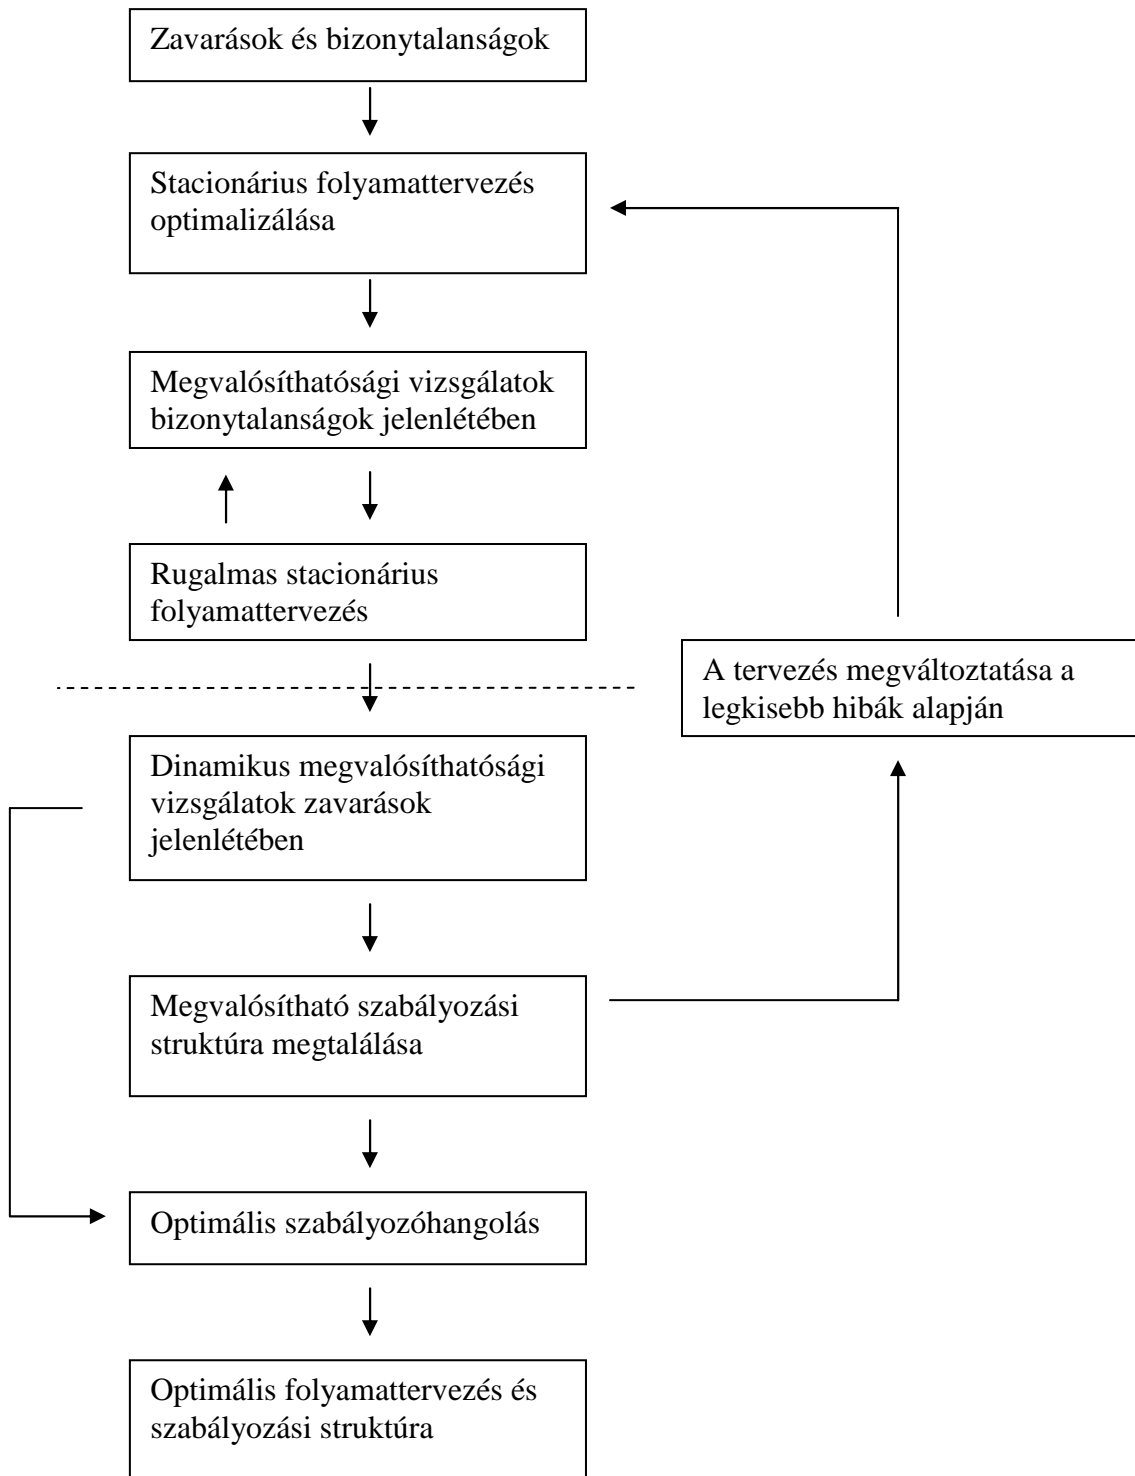 Zavarások és bizonytalanságok
Stacionárius folyamattervezés
optimalizálása
Megvalósíthatósági vizsgálatok
bizonytalanságok jelenlétében
Rugalmas stacionárius
folyamattervezés
A tervezés megváltoztatása a
legkisebb hibák alapján
Dinamikus megvalósíthatósági
vizsgálatok zavarások
jelenlétében
Megvalósítható szabályozási
struktúra megtalálása
Optimális szabályozóhangolás
Optimális folyamattervezés és
szabályozási struktúra